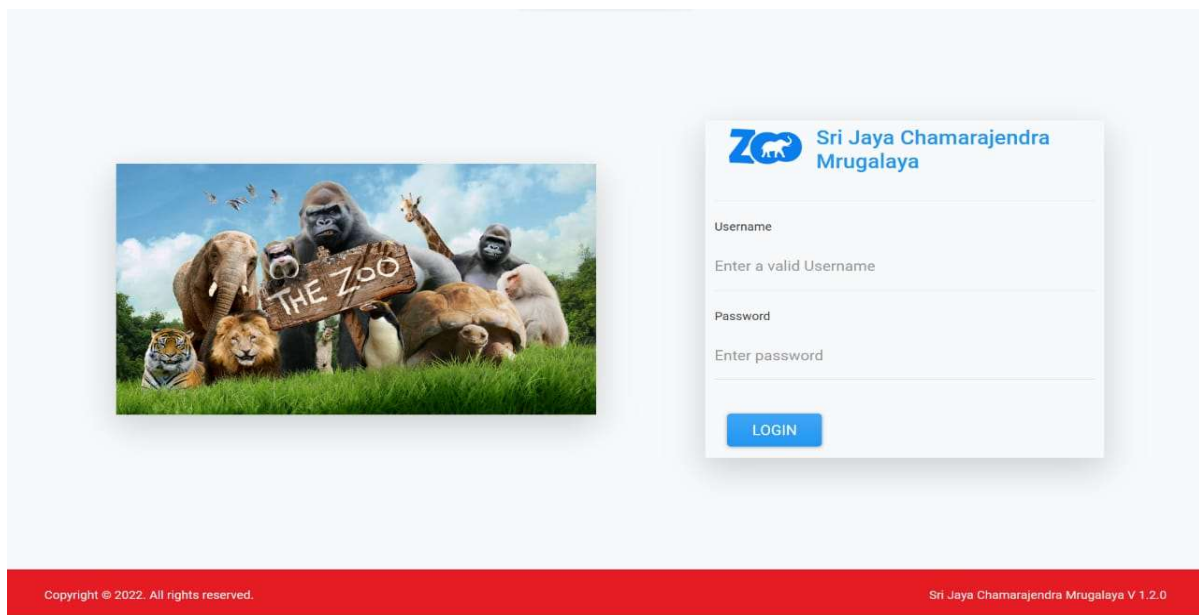 THE ZOO
ZOO
Sri Jaya Chamarajendra
Mrugalaya
Username
Enter a valid Username
Password
Enter password
LOGIN
Copyright © 2022. All rights reserved.
Sri Jaya Chamarajendra Mrugalaya V 1.2.0